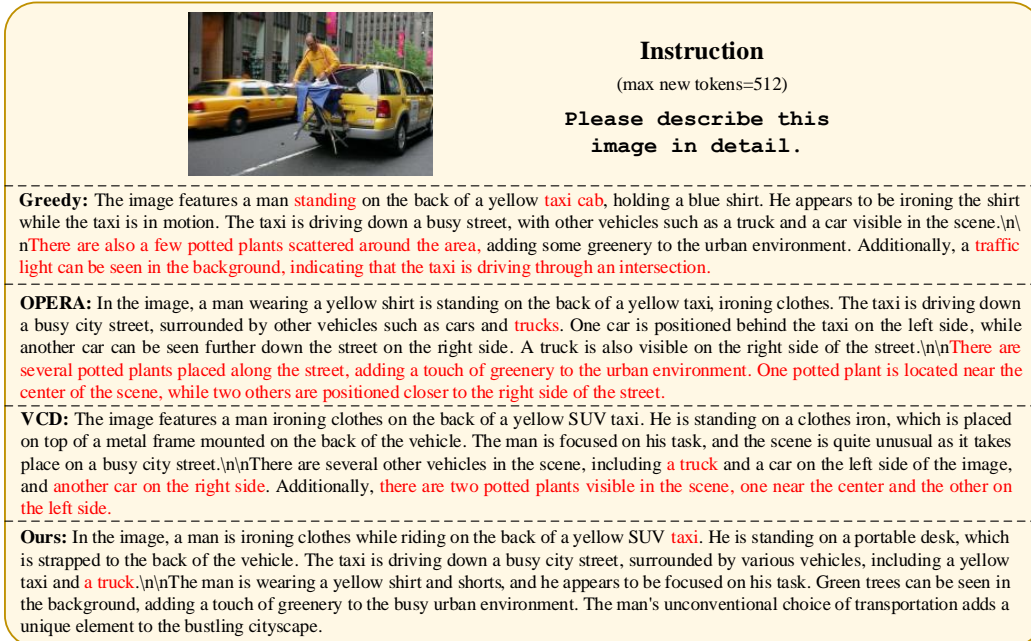 Instruction
(max new tokens=512)
Please describe this
image in detail.
Greedy: The image features a man standing on the back of a yellow taxi cab, holding a blue shirt. He appears to be ironing the shirt
while the taxi is in motion. The taxi is driving down a busy street, with other vehicles such as a truck and a car visible in the scene.\n\
nThere are also a few potted plants scattered around the area, adding some greenery to the urban environment. Additionally, a traffic
light can be seen in the background, indicating that the taxi is driving through an intersection.
OPERA: In the image, a man wearing a yellow shirt is standing on the back of a yellow taxi, ironing clothes. The taxi is driving down
a busy city street, surrounded by other vehicles such as cars and trucks. One car is positioned behind the taxi on the left side, while
another car can be seen further down the street on the right side. A truck is also visible on the right side of the street.\n\nThere are
several potted plants placed along the street, adding a touch of greenery to the urban environment. One potted plant is located near the
center of the scene, while two others are positioned closer to the right side of the street.
VCD: The image features a man ironing clothes on the back of a yellow SUV taxi. He is standing on a clothes iron, which is placed
on top of a metal frame mounted on the back of the vehicle. The man is focused on his task, and the scene is quite unusual as it takes
place on a busy city street.\n\nThere are several other vehicles in the scene, including a truck and a car on the left side of the image,
and another car on the right side. Additionally, there are two potted plants visible in the scene, one near the center and the other on
the left side.
Ours: In the image, a man is ironing clothes while riding on the back of a yellow SUV taxi. He is standing on a portable desk, which
is strapped to the back of the vehicle. The taxi is driving down a busy city street, surrounded by various vehicles, including a yellow
taxi and a truck.\n\nThe man is wearing a yellow shirt and shorts, and he appears to be focused on his task. Green trees can be seen in
the background, adding a touch of greenery to the busy urban environment. The man's unconventional choice of transportation adds a
unique element to the bustling cityscape.